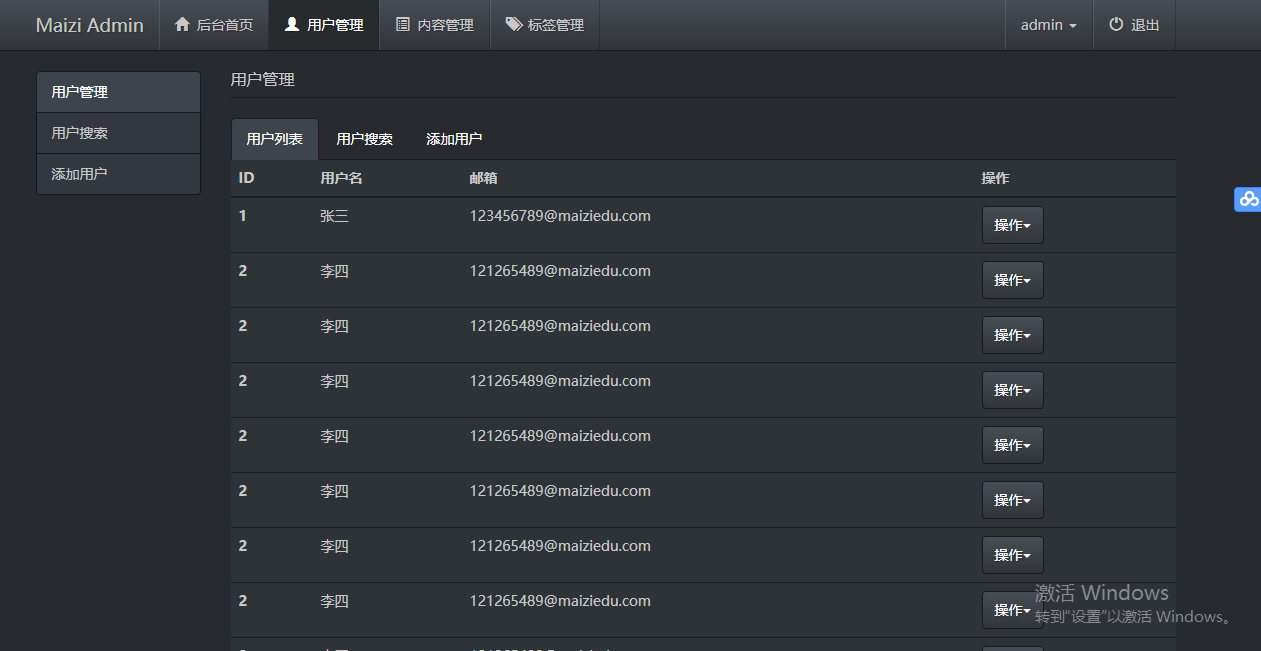 Maizi Admin 后台首页 用户管理 内容管理 标签管理 admin 退出
用户管理
用户搜索
添加用户
用户管理
用户列表 用户搜索 添加用户
ID 用户名 邮箱 操作
1 张三 123456789@maiziedu.com 操作
2 李四 121265489@maiziedu.com 操作
2 李四 121265489@maiziedu.com 操作
2 李四 121265489@maiziedu.com 操作
2 李四 121265489@maiziedu.com 操作
2 李四 121265489@maiziedu.com 操作
2 李四 121265489@maiziedu.com 操作
2 李四 121265489@maiziedu.com 操作
激活 Windows
转到"设置"以激活 Windows。